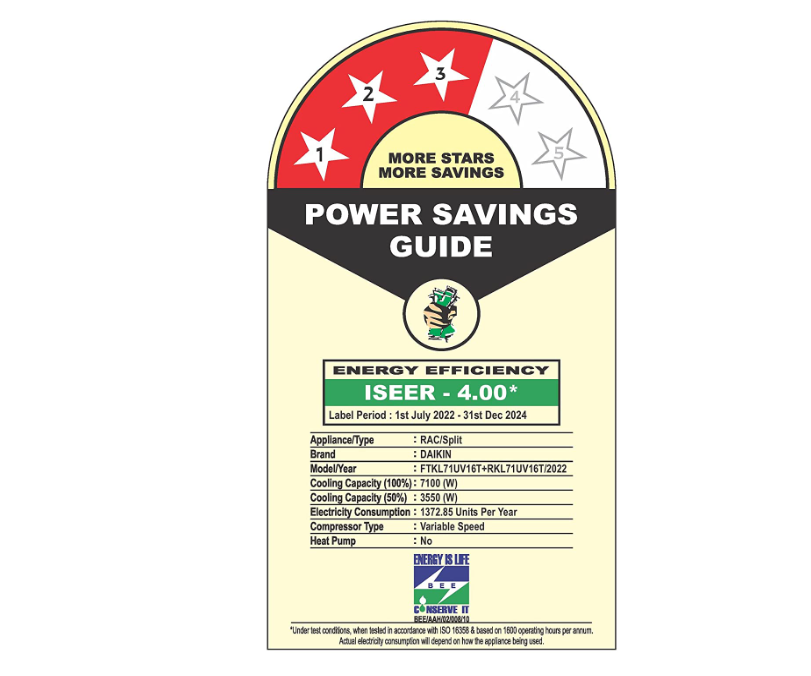 1
2
3
4
5
MORE STARS
MORE SAVINGS
POWER SAVINGS
GUIDE
ENERGY EFFICIENCY
ISEER - 4.00*
Label Period : 1st July 2022 - 31st Dec 2024
Appliance/Type : RAC/Split
Brand : DAIKIN
Model/Year : FTKL71UV16T+RKL71UV16T/2022
Cooling Capacity (100%) : 7100 (W)
Cooling Capacity (50%) : 3550 (W)
Electricity Consumption : 1372.85 Units Per Year
Compressor Type : Variable Speed
Heat Pump : No
ENERGY IS LIFE
BEE
CONSERVE IT
BEE/AAH/02/008/10
*Under test conditions, when tested in accordance with ISO 16358 & based on 1600 operating hours per annum.
Actual electricity consumption will depend on how the appliance being used.